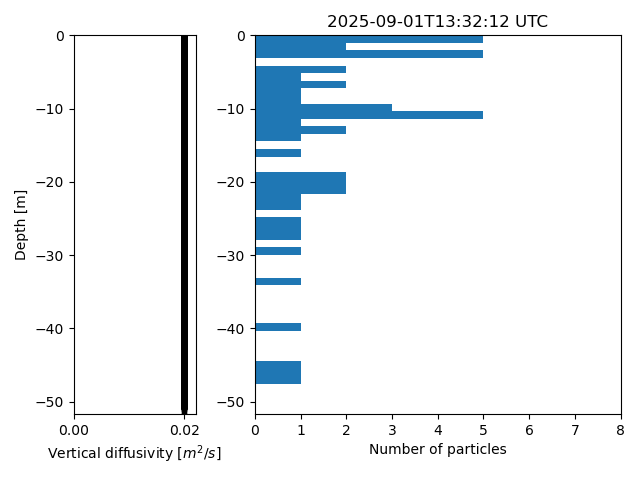 2025-09-01T13:32:12 UTC
0
−10
−20
−30
−40
−50
Depth [m]
0.00
0.02
Vertical diffusivity [m²/s]
0
−10
−20
−30
−40
−50
0 1 2 3 4 5 6 7 8
Number of particles